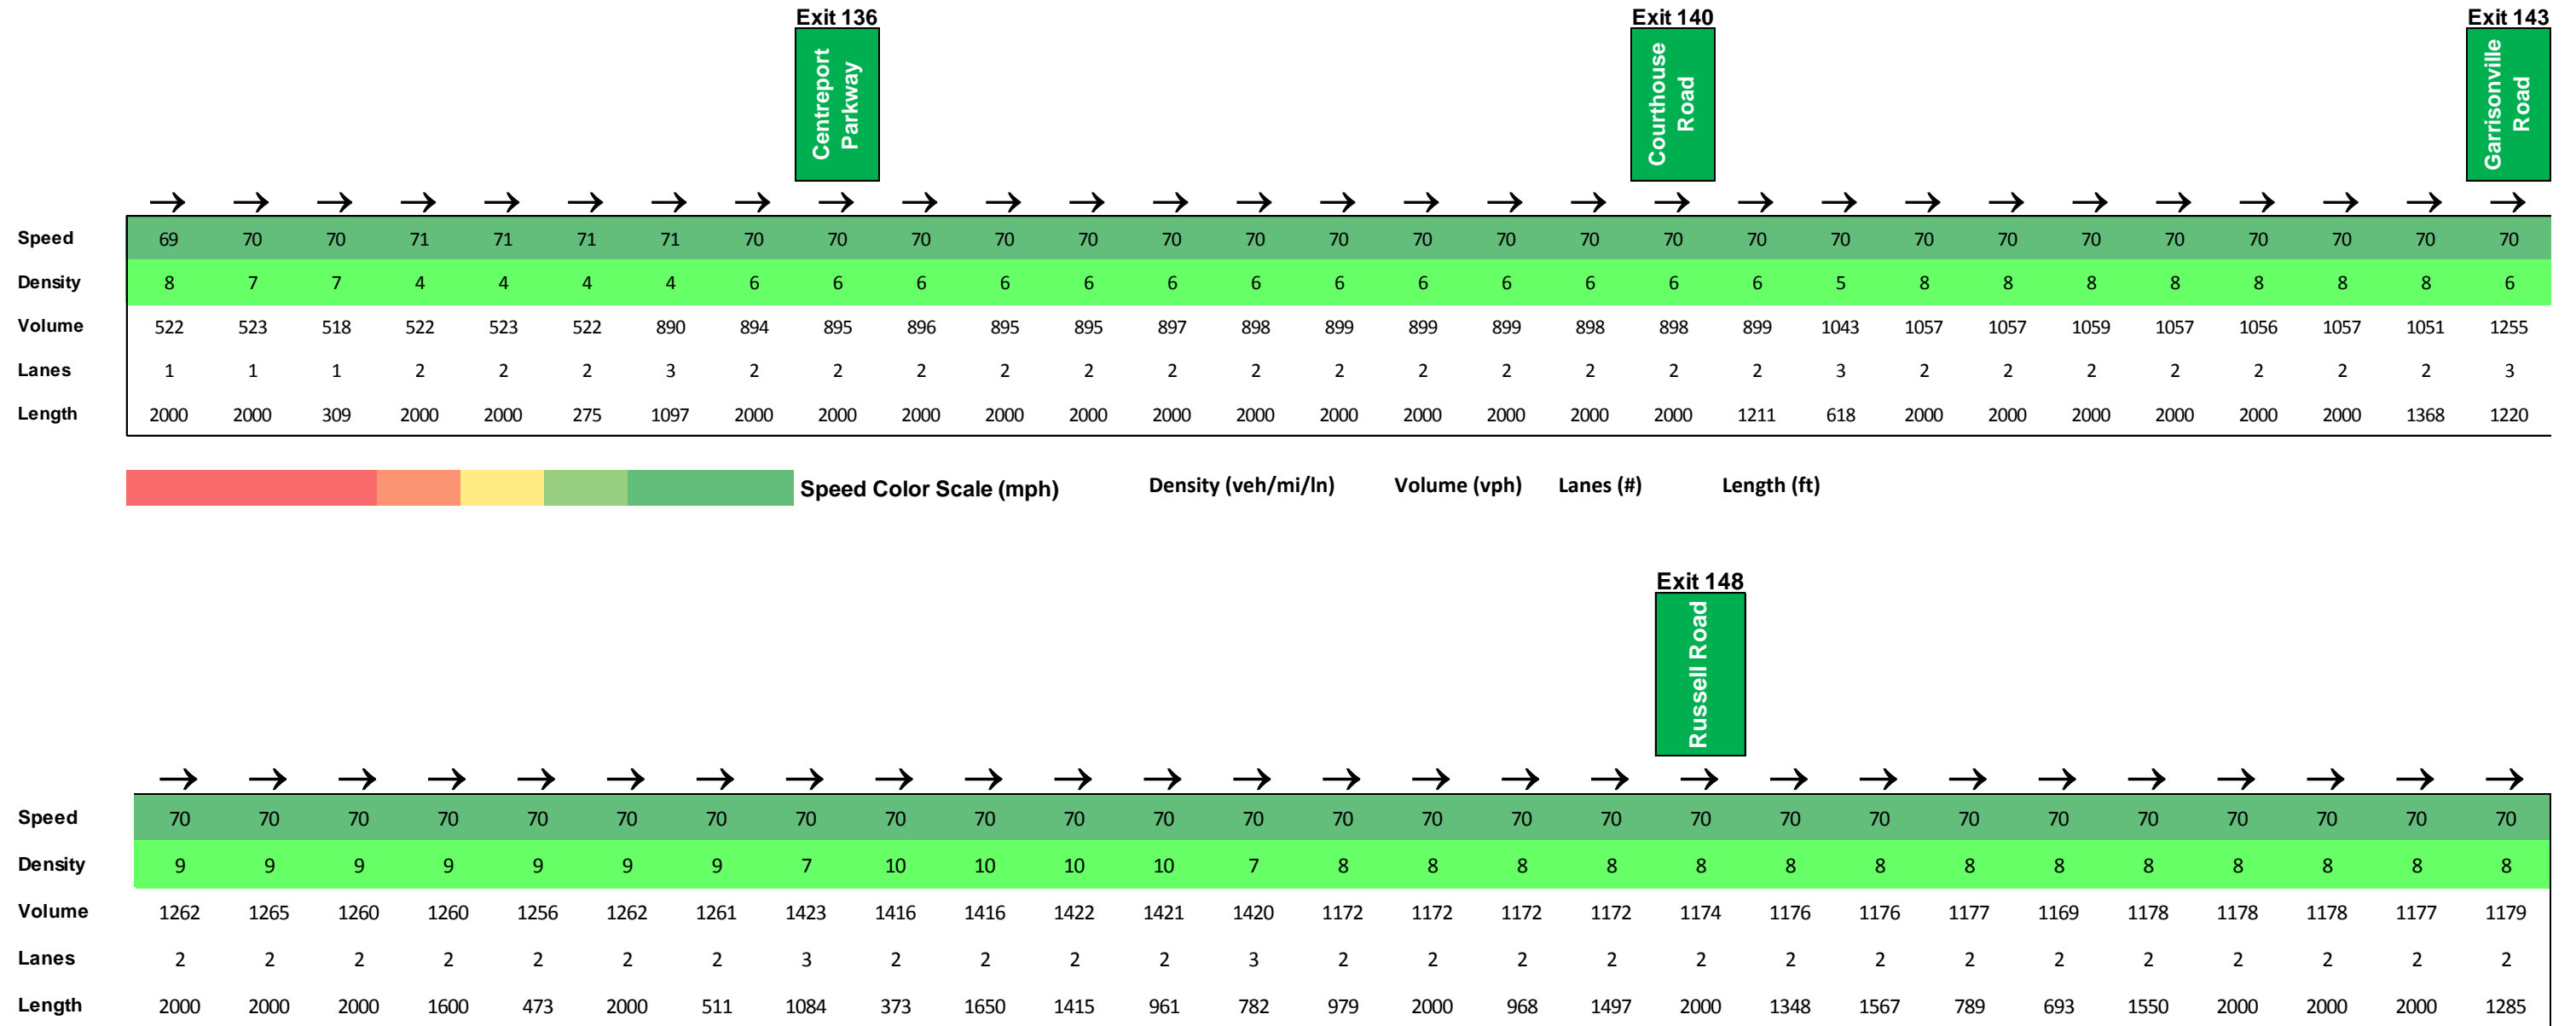 Exit 136 Exit 140 Exit 143
Centreport
Parkway
Courthouse
Road
Garrisonville
Road
→ → → → → → → → → → → → → → → → → → → → → → → → → → → → →
Speed 69 70 70 71 71 71 71 70 70 70 70 70 70 70 70 70 70 70 70 70 70 70 70 70 70 70 70 70 70
Density 8 7 7 4 4 4 4 6 6 6 6 6 6 6 6 6 6 6 6 6 5 8 8 8 8 8 8 8 6
Volume 522 523 518 522 523 522 890 894 895 896 895 895 897 898 899 899 899 898 898 899 1043 1057 1057 1059 1057 1056 1057 1051 1255
Lanes 1 1 1 2 2 2 3 2 2 2 2 2 2 2 2 2 2 2 2 2 3 2 2 2 2 2 2 2 3
Length 2000 2000 309 2000 2000 275 1097 2000 2000 2000 2000 2000 2000 2000 2000 2000 2000 2000 2000 1211 618 2000 2000 2000 2000 2000 2000 1368 1220
Speed Color Scale (mph) Density (veh/mi/ln) Volume (vph) Lanes (#) Length (ft)
Exit 148
Russell Road
→ → → → → → → → → → → → → → → → → → → → → → → → → → →
Speed 70 70 70 70 70 70 70 70 70 70 70 70 70 70 70 70 70 70 70 70 70 70 70 70 70 70 70
Density 9 9 9 9 9 9 9 7 10 10 10 10 7 8 8 8 8 8 8 8 8 8 8 8 8 8 8
Volume 1262 1265 1260 1260 1256 1262 1261 1423 1416 1416 1422 1421 1420 1172 1172 1172 1172 1174 1176 1176 1177 1169 1178 1178 1178 1177 1179
Lanes 2 2 2 2 2 2 2 3 2 2 2 2 3 2 2 2 2 2 2 2 2 2 2 2 2 2 2
Length 2000 2000 2000 1600 473 2000 511 1084 373 1650 1415 961 782 979 2000 968 1497 2000 1348 1567 789 693 1550 2000 2000 2000 1285